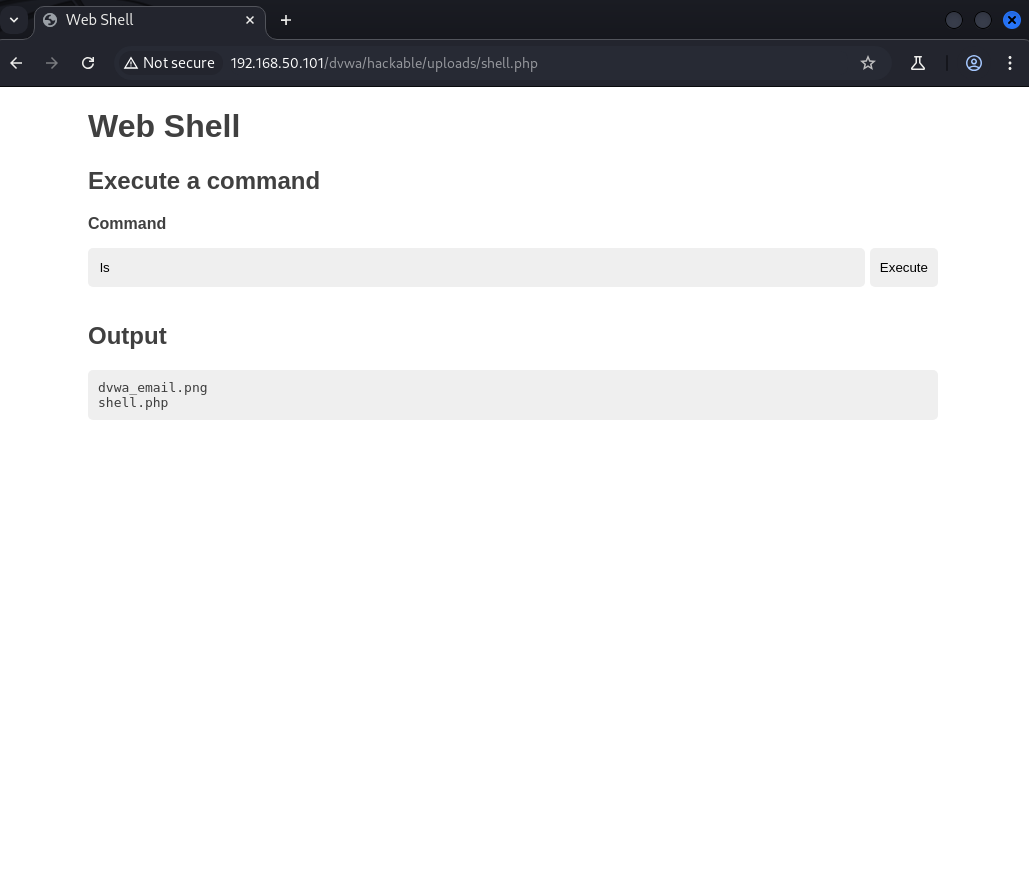 Web Shell
Not secure 192.168.50.101/dvwa/hackable/uploads/shell.php
Web Shell
Execute a command
Command
ls Execute
Output
dvwa_email.png
shell.php